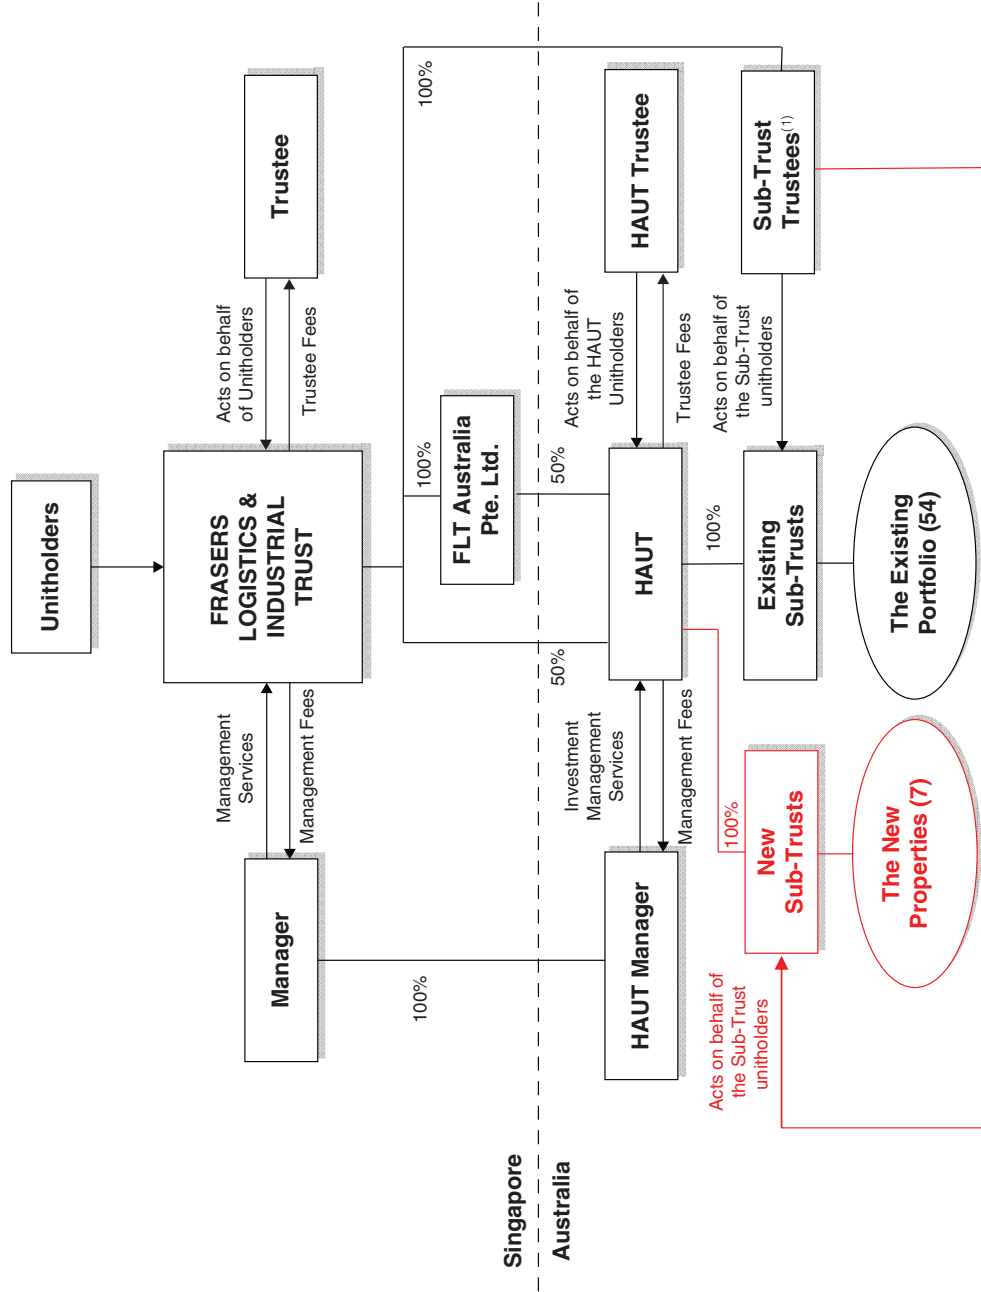 Unitholders
Manager
Management
Services
Management Fees
FRASERS
LOGISTICS &
INDUSTRIAL
TRUST
Acts on behalf
of Unitholders
Trustee Fees
Trustee
100%
100%
100%
FLT Australia
Pte. Ltd.
50%
50%
Singapore
Australia
HAUT Manager
Investment
Management
Services
Management Fees
HAUT
Acts on behalf of
the HAUT
Unitholders
Trustee Fees
HAUT Trustee
100%
100%
Acts on behalf of
the Sub-Trust
unitholders
New
Sub-Trusts
Existing
Sub-Trusts
Acts on behalf of
the Sub-Trust
unitholders
Sub-Trust
Trustees(1)
The New
Properties (7)
The Existing
Portfolio (54)